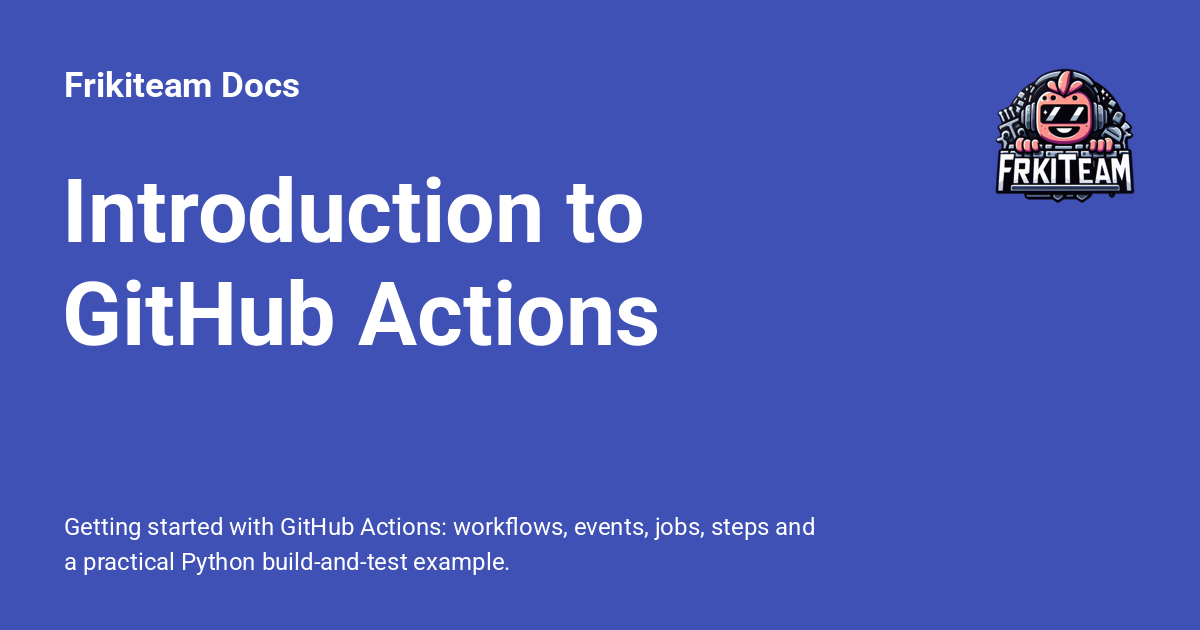 Frikiteam Docs
FRKITEAM
Introduction to
GitHub Actions
Getting started with GitHub Actions: workflows, events, jobs, steps and
a practical Python build-and-test example.